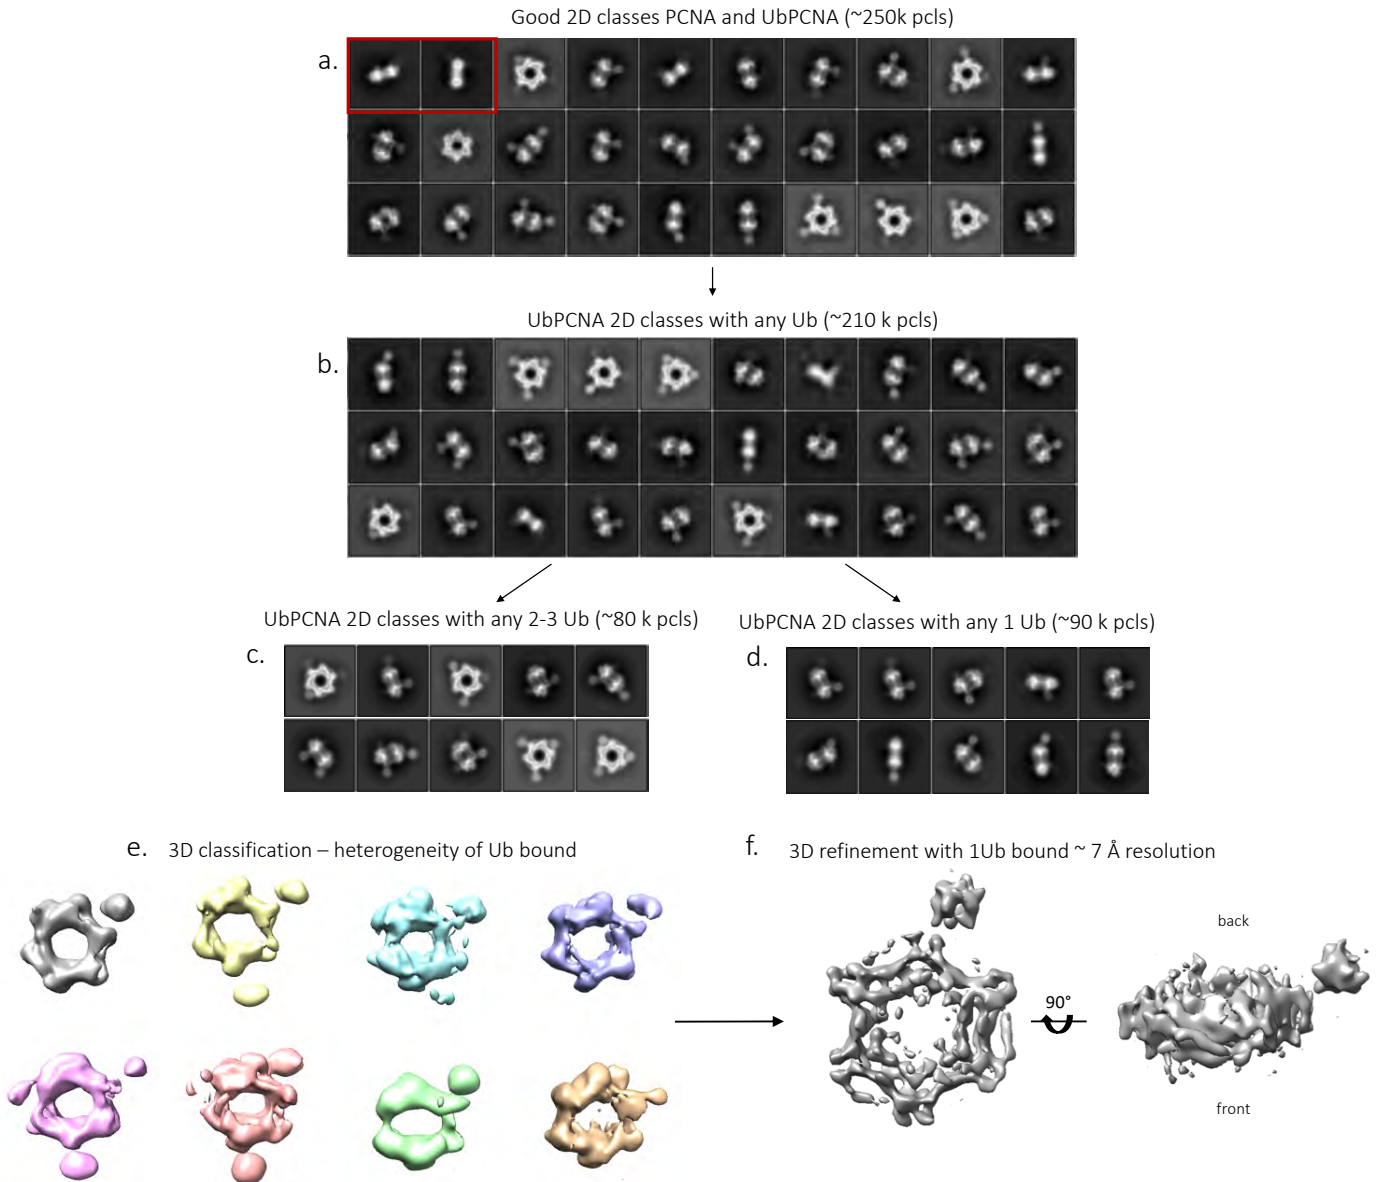 Good 2D classes PCNA and UbPCNA (~250k pcls)
a.
UbPCNA 2D classes with any Ub (~210 k pcls)
b.
UbPCNA 2D classes with any 2-3 Ub (~80 k pcls)
UbPCNA 2D classes with any 1 Ub (~90 k pcls)
c.
d.
e. 3D classification – heterogeneity of Ub bound
f. 3D refinement with 1Ub bound ~ 7 Å resolution
back
90°
front